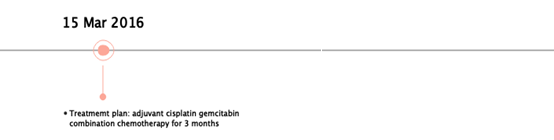 15 Mar 2016
• Treatmemt plan: adjuvant cisplatin gemcitabin
combination chemotherapy for 3 months